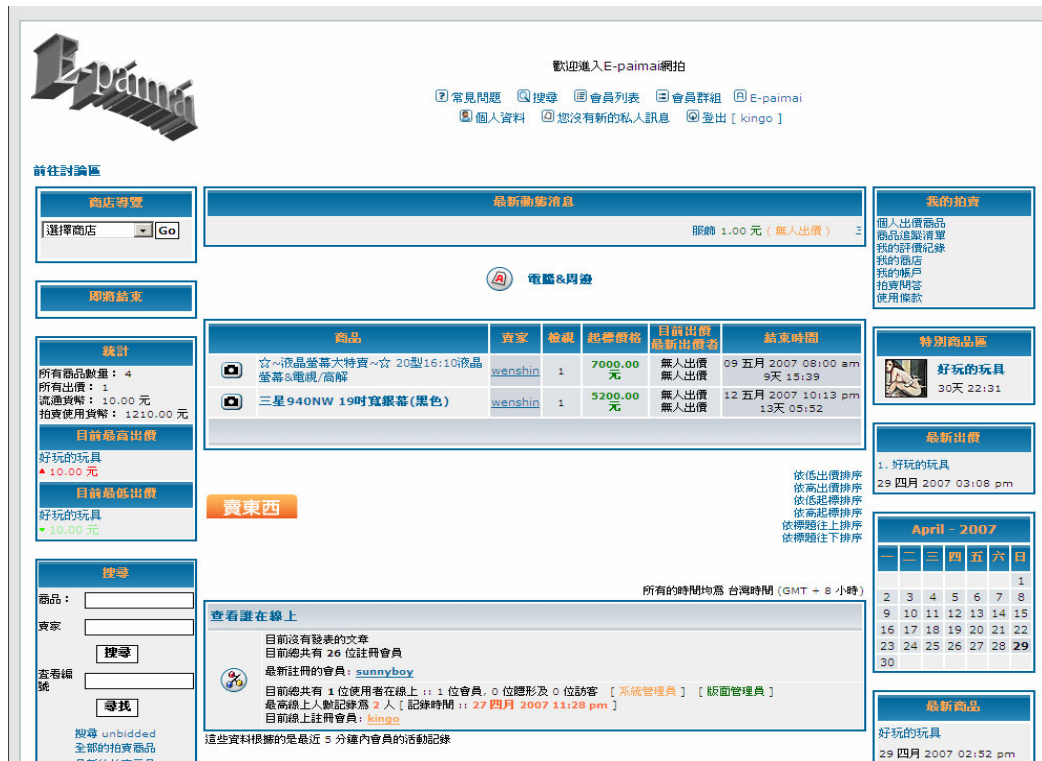 E-paimai
歡迎進入E-paimai網拍
常見問題 搜尋 會員列表 會員群組 E-paimai
個人資料 您沒有新的私人訊息 登出 [ kingo ]
前往討論區
商店導覽
選擇商店 Go
即將結束
統計
所有商品數量： 4
所有出價： 1
流通貨幣： 10.00 元
拍賣使用貨幣： 1210.00 元
目前最高出價
好玩的玩具
10.00 元
目前最低出價
好玩的玩具
10.00 元
搜尋
商品：
賣家
搜尋
查看編號
尋找
搜尋 unbidded
全部的拍賣商品
最新動態消息
服飾 1.00 元 ( 無人出價 )
電腦&周邊
商品 賣家 檢視 起標價格 目前出價 最新出價者 結束時間
☆~液晶螢幕大特賣~☆ 20型16:10液晶螢幕&電視/高解 wenshin 1 7000.00 元 無人出價 無人出價 09 五月 2007 08:00 am 9天 15:39
三星940NW 19吋寬銀幕(黑色) wenshin 1 5200.00 元 無人出價 無人出價 12 五月 2007 10:13 pm 13天 05:52
依低出價排序
依高出價排序
依低起標排序
依高起標排序
依標題往上排序
依標題往下排序
賣東西
所有的時間均為 台灣時間 (GMT + 8 小時)
查看誰在線上
目前沒有發表的文章
目前總共有 26 位註冊會員
最新註冊的會員: sunnyboy
目前總共有 1 位使用者在線上 :: 1 位會員, 0 位隱形及 0 位訪客 [ 系統管理員 ] [ 版面管理員 ]
最高線上人數記錄為 2 人 [ 記錄時間 :: 27 四月 2007 11:28 pm ]
目前線上註冊會員: kingo
這些資料根據的是最近 5 分鐘內會員的活動記錄
我的拍賣
個人出價商品
商品追蹤清單
我的評價紀錄
我的商店
我的帳戶
拍賣問答
使用條款
特別商品區
好玩的玩具
30天 22:31
最新出價
1. 好玩的玩具
29 四月 2007 03:08 pm
April - 2007
一 二 三 四 五 六 日
1
2 3 4 5 6 7 8
9 10 11 12 13 14 15
16 17 18 19 20 21 22
23 24 25 26 27 28 29
30
最新商品
好玩的玩具
29 四月 2007 02:52 pm